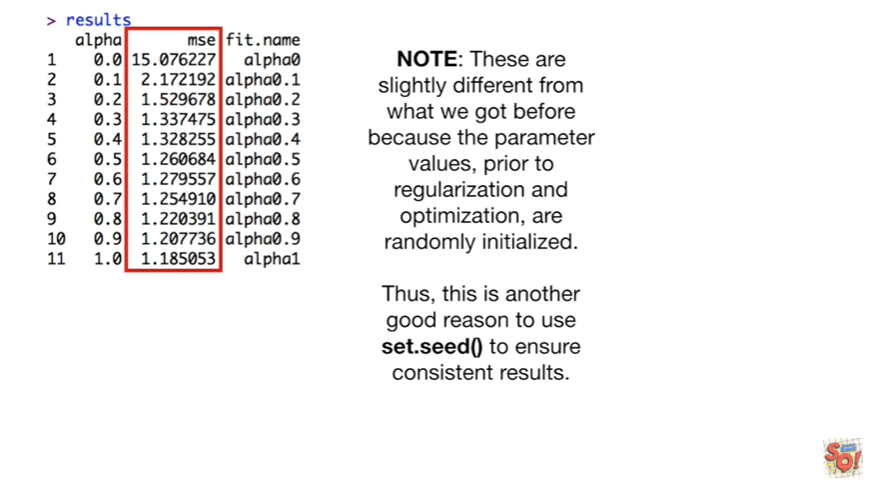 > results
alpha mse fit.name
1 0.0 15.076227 alpha0
2 0.1 2.172192 alpha0.1
3 0.2 1.529678 alpha0.2
4 0.3 1.337475 alpha0.3
5 0.4 1.328255 alpha0.4
6 0.5 1.260684 alpha0.5
7 0.6 1.279557 alpha0.6
8 0.7 1.254910 alpha0.7
9 0.8 1.220391 alpha0.8
10 0.9 1.207736 alpha0.9
11 1.0 1.185053 alpha1
NOTE: These are
slightly different from
what we got before
because the parameter
values, prior to
regularization and
optimization, are
randomly initialized.
Thus, this is another
good reason to use
set.seed() to ensure
consistent results.
SQ!